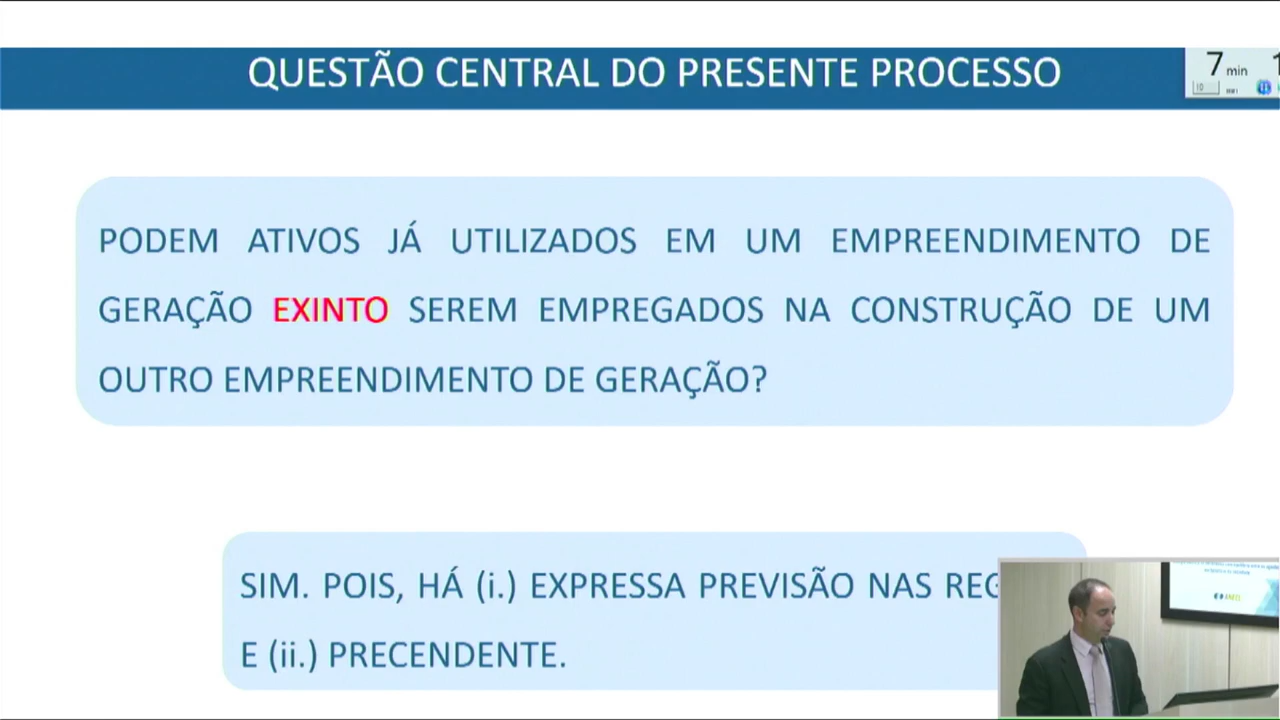 QUESTÃO CENTRAL DO PRESENTE PROCESSO
7 min
PODEM ATIVOS JÁ UTILIZADOS EM UM EMPREENDIMENTO DE
GERAÇÃO EXINTO SEREM EMPREGADOS NA CONSTRUÇÃO DE UM
OUTRO EMPREENDIMENTO DE GERAÇÃO?
SIM. POIS, HÁ (i.) EXPRESSA PREVISÃO NAS
E (ii.) PRECENDENTE.